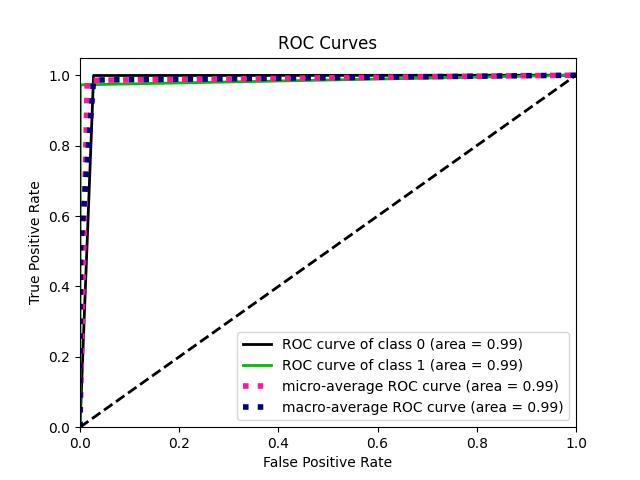 ROC Curves
1.0
0.8
0.6
0.4
0.2
0.0
True Positive Rate
ROC curve of class 0 (area = 0.99)
ROC curve of class 1 (area = 0.99)
micro-average ROC curve (area = 0.99)
macro-average ROC curve (area = 0.99)
0.0 0.2 0.4 0.6 0.8 1.0
False Positive Rate